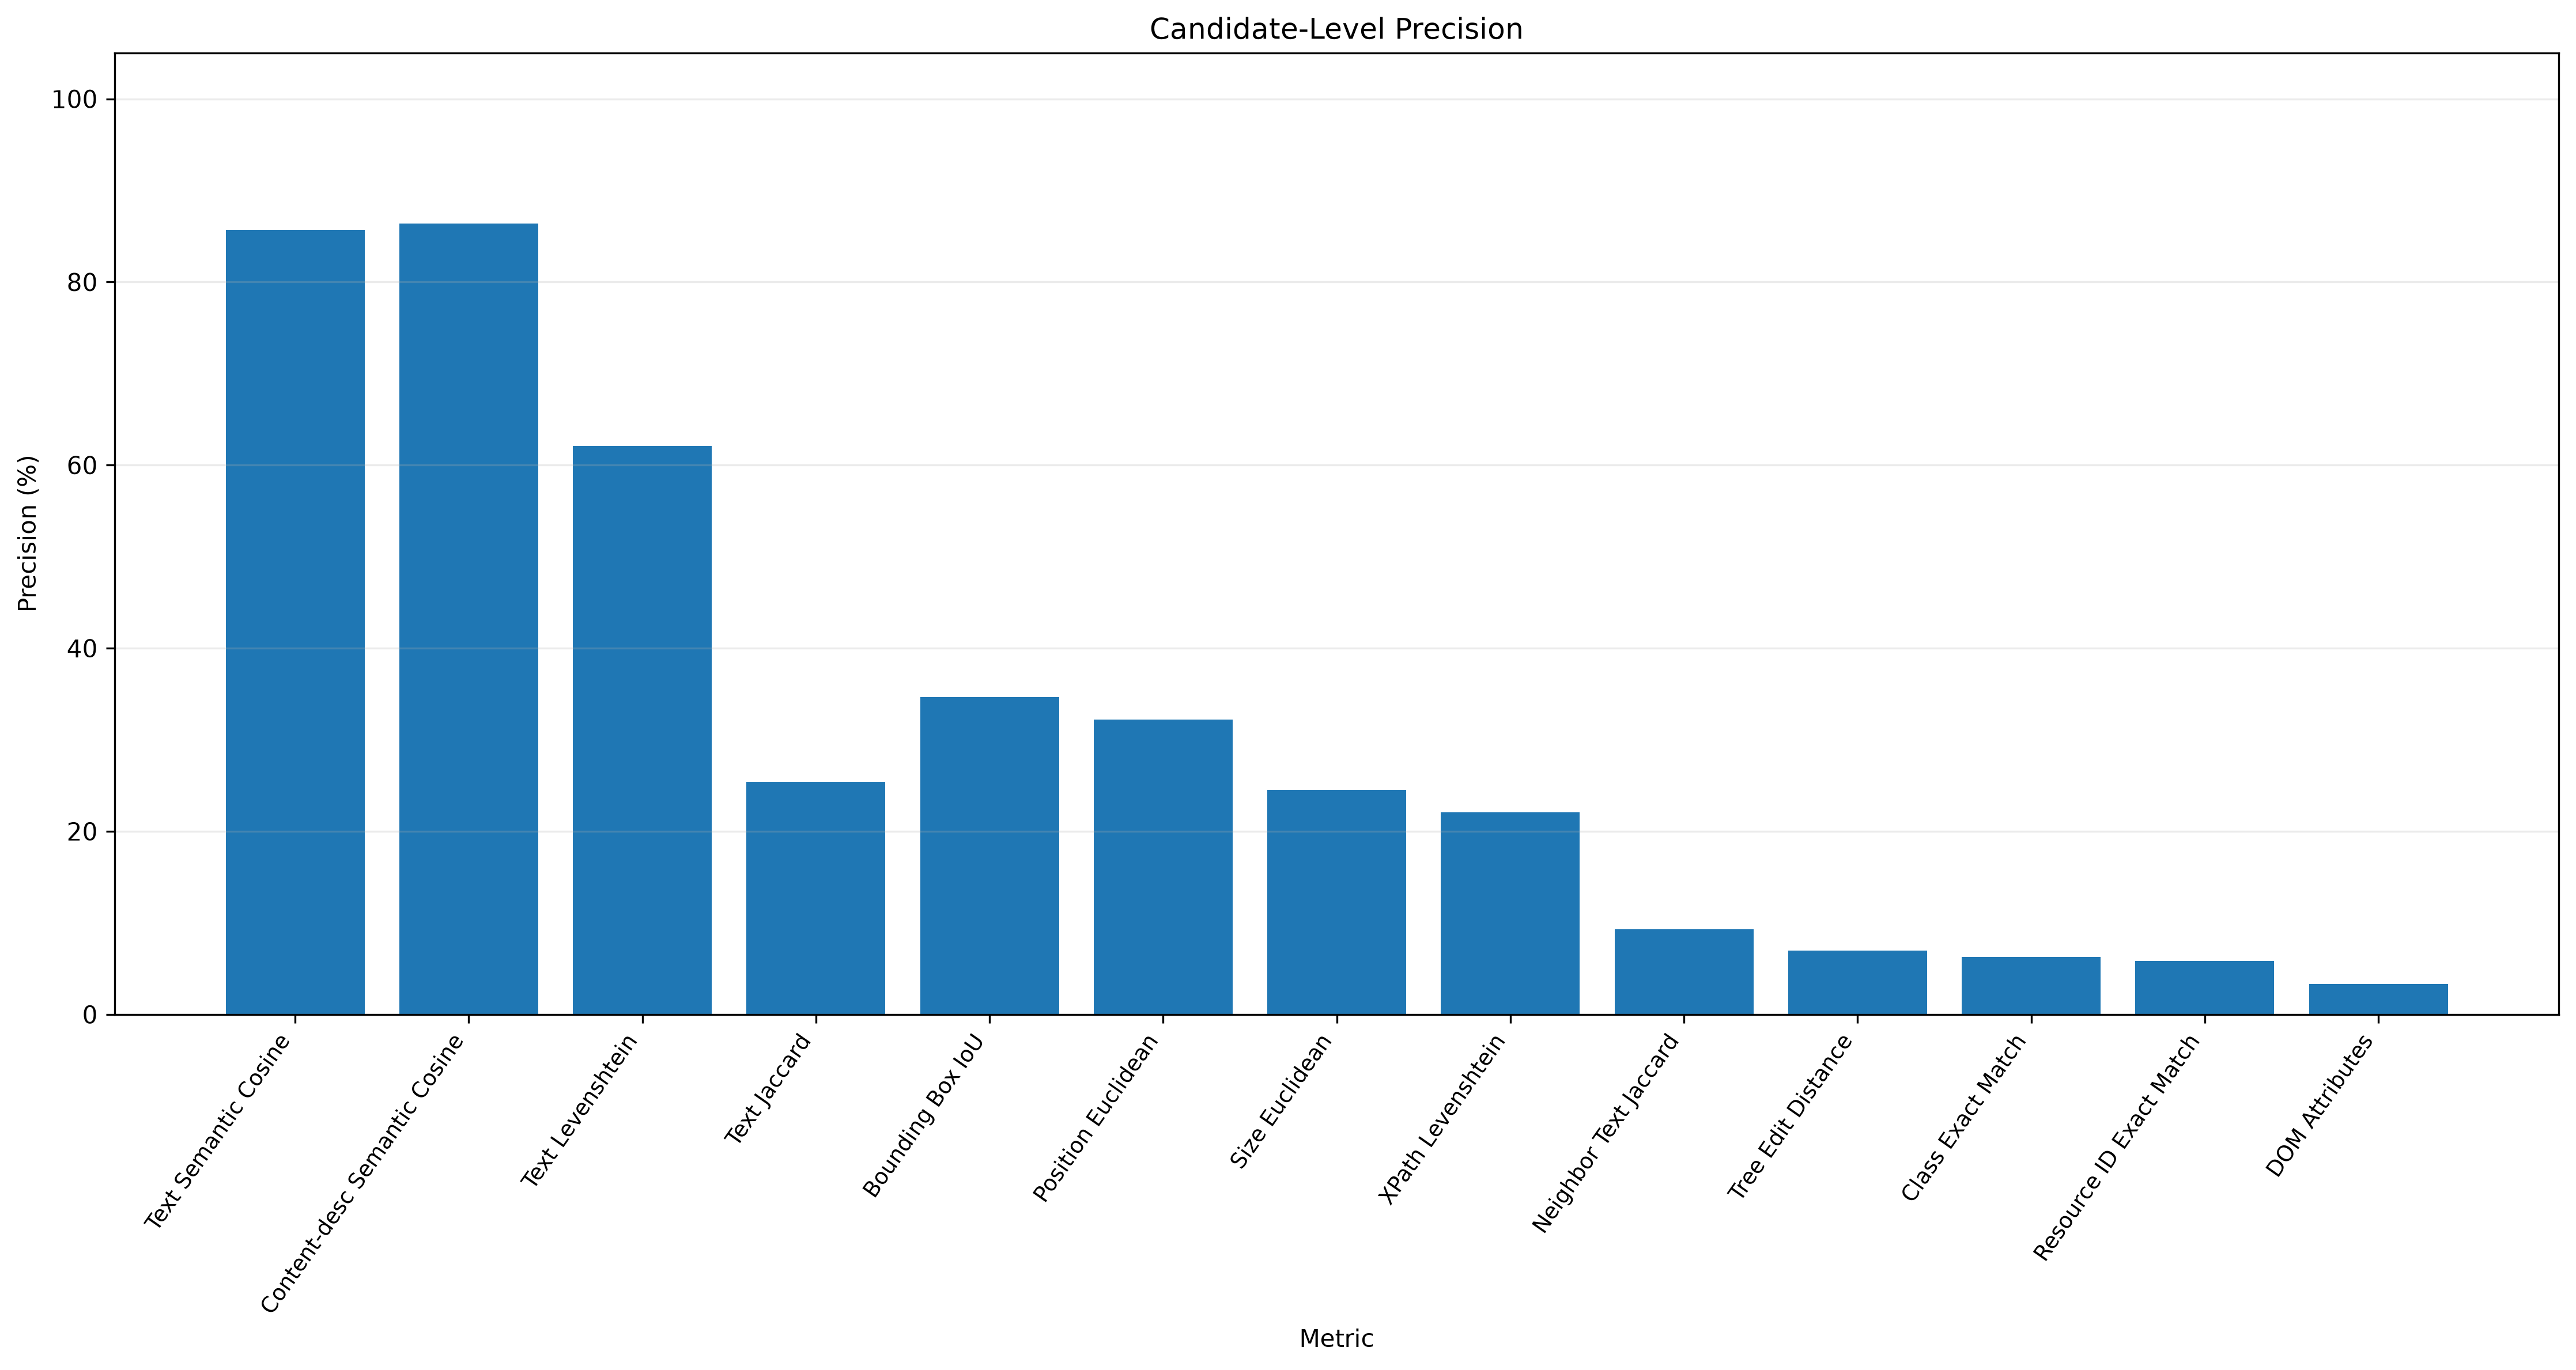 Candidate-Level Precision
Precision (%)
100
80
60
40
20
0
Text Semantic Cosine
Content-desc Semantic Cosine
Text Levenshtein
Text Jaccard
Bounding Box IoU
Position Euclidean
Size Euclidean
XPath Levenshtein
Neighbor Text Jaccard
Tree Edit Distance
Class Exact Match
Resource ID Exact Match
DOM Attributes
Metric